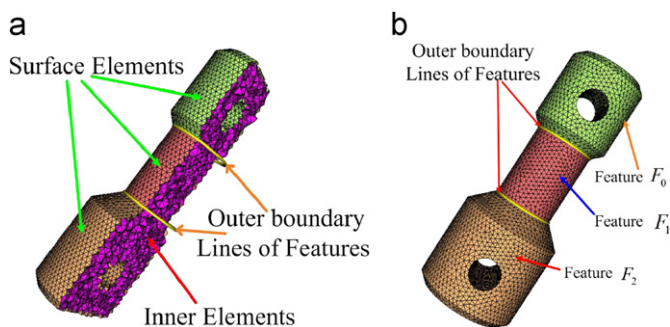 a
Surface Elements
Outer boundary
Lines of Features
Inner Elements
b
Outer boundary
Lines of Features
Feature F0
Feature F1
Feature F2